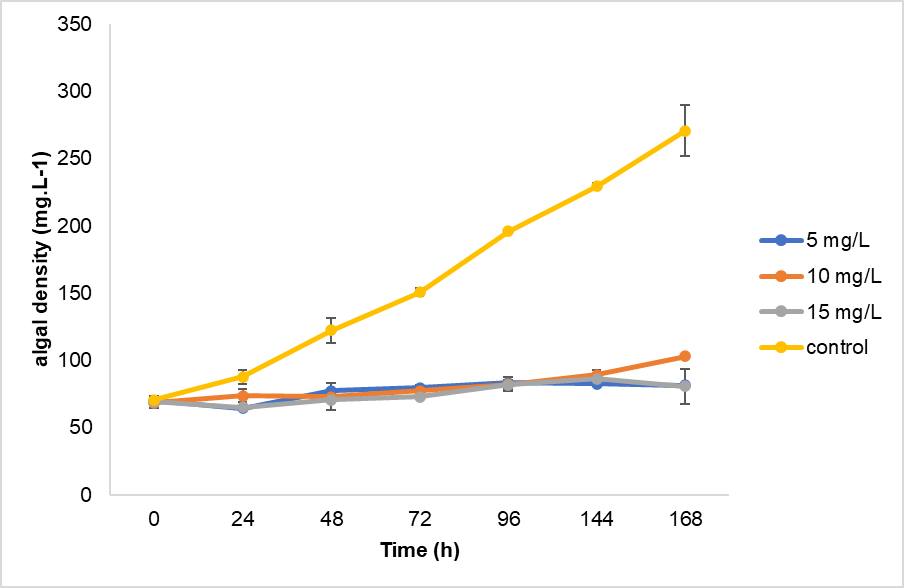 350
300
250
200
150
100
50
0
algal density (mg.L-1)
0 24 48 72 96 144 168
Time (h)
5 mg/L
10 mg/L
15 mg/L
control